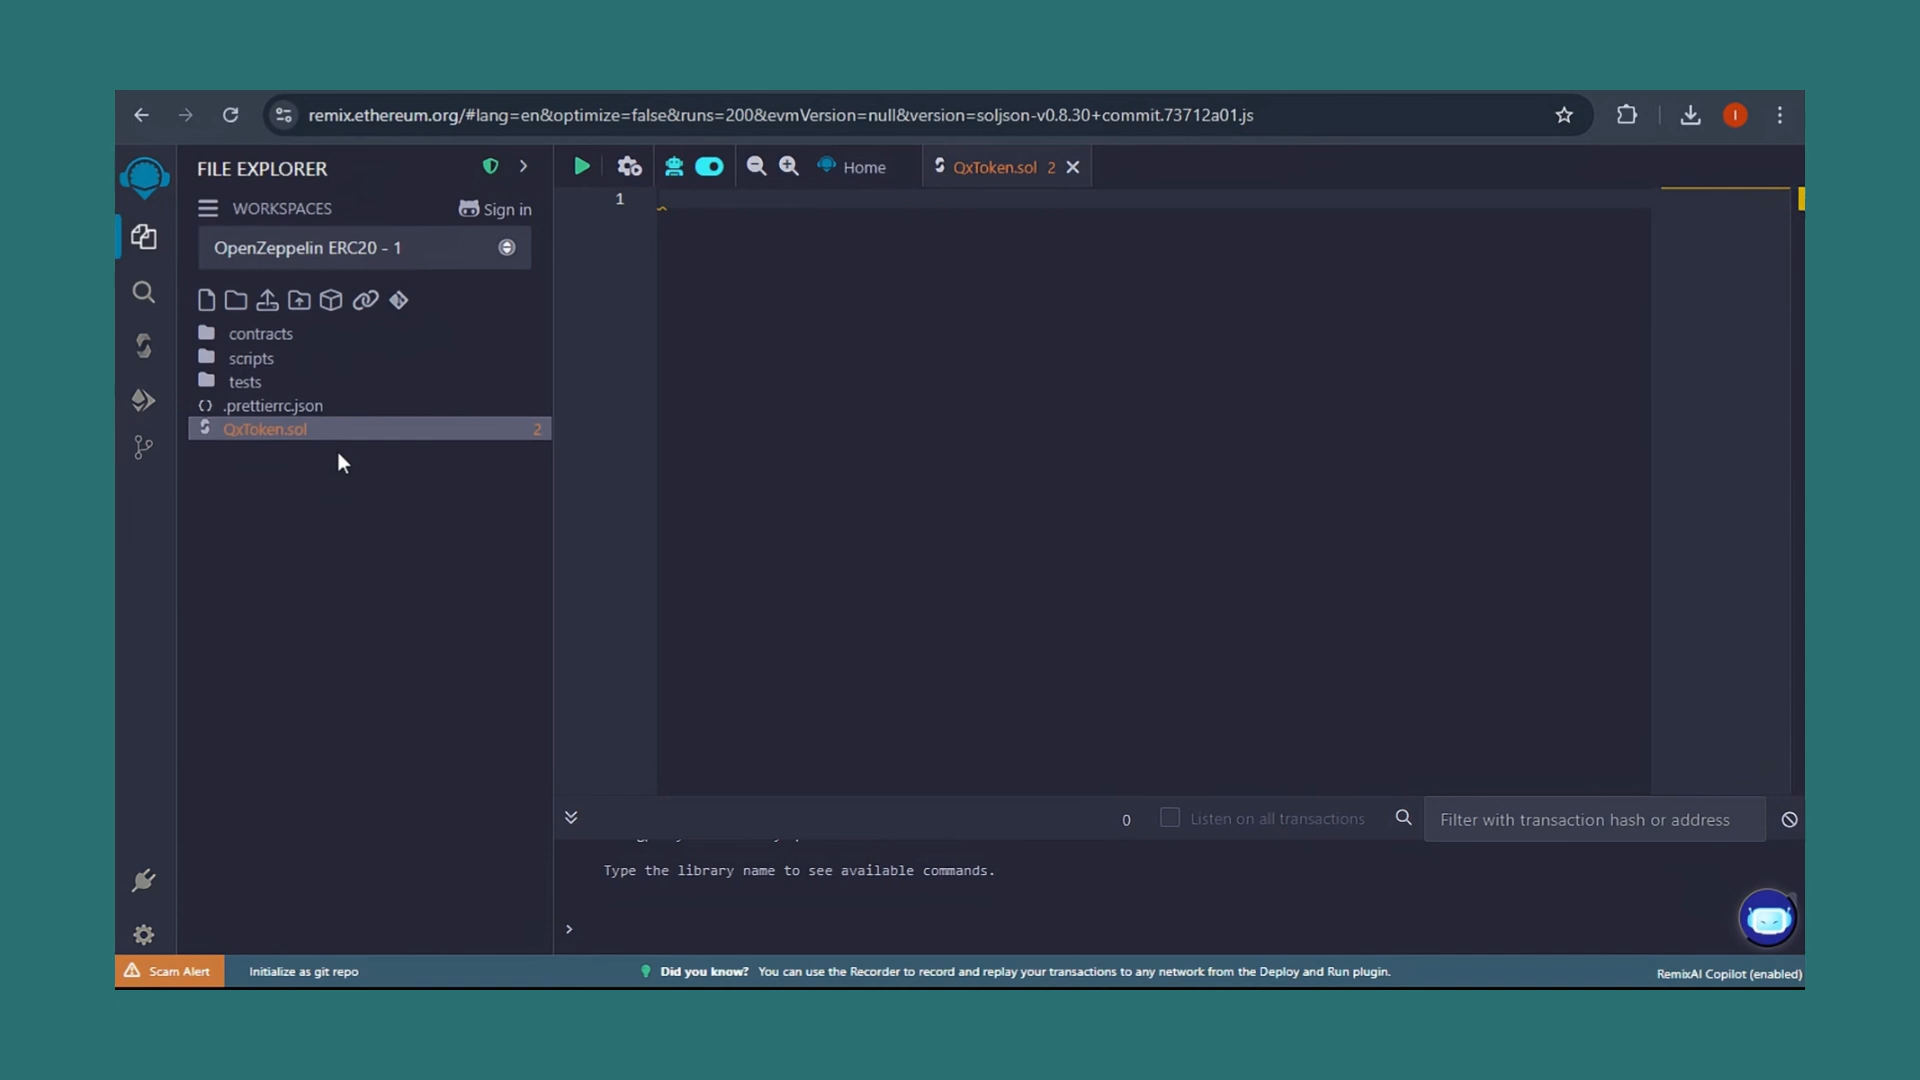 remix.ethereum.org/#lang=en&optimize=false&runs=200&evmVersion=null&version=soljson-v0.8.30+commit.73712a01.js
I
FILE EXPLORER
Home
QxToken.sol 2
WORKSPACES
Sign in
1
OpenZeppelin ERC20 - 1
contracts
scripts
tests
.prettierrc.json
QxToken.sol 2
0
Listen on all transactions
Filter with transaction hash or address
Type the library name to see available commands.
>
Scam Alert
Initialize as git repo
Did you know? You can use the Recorder to record and replay your transactions to any network from the Deploy and Run plugin.
RemixAI Copilot (enabled)